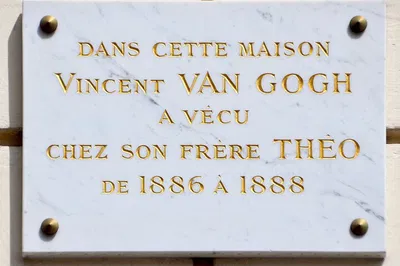 DANS CETTE MAISON
VINCENT VAN GOGH
A VÉCU
CHEZ SON FRÈRE THÉO
DE 1886 À 1888